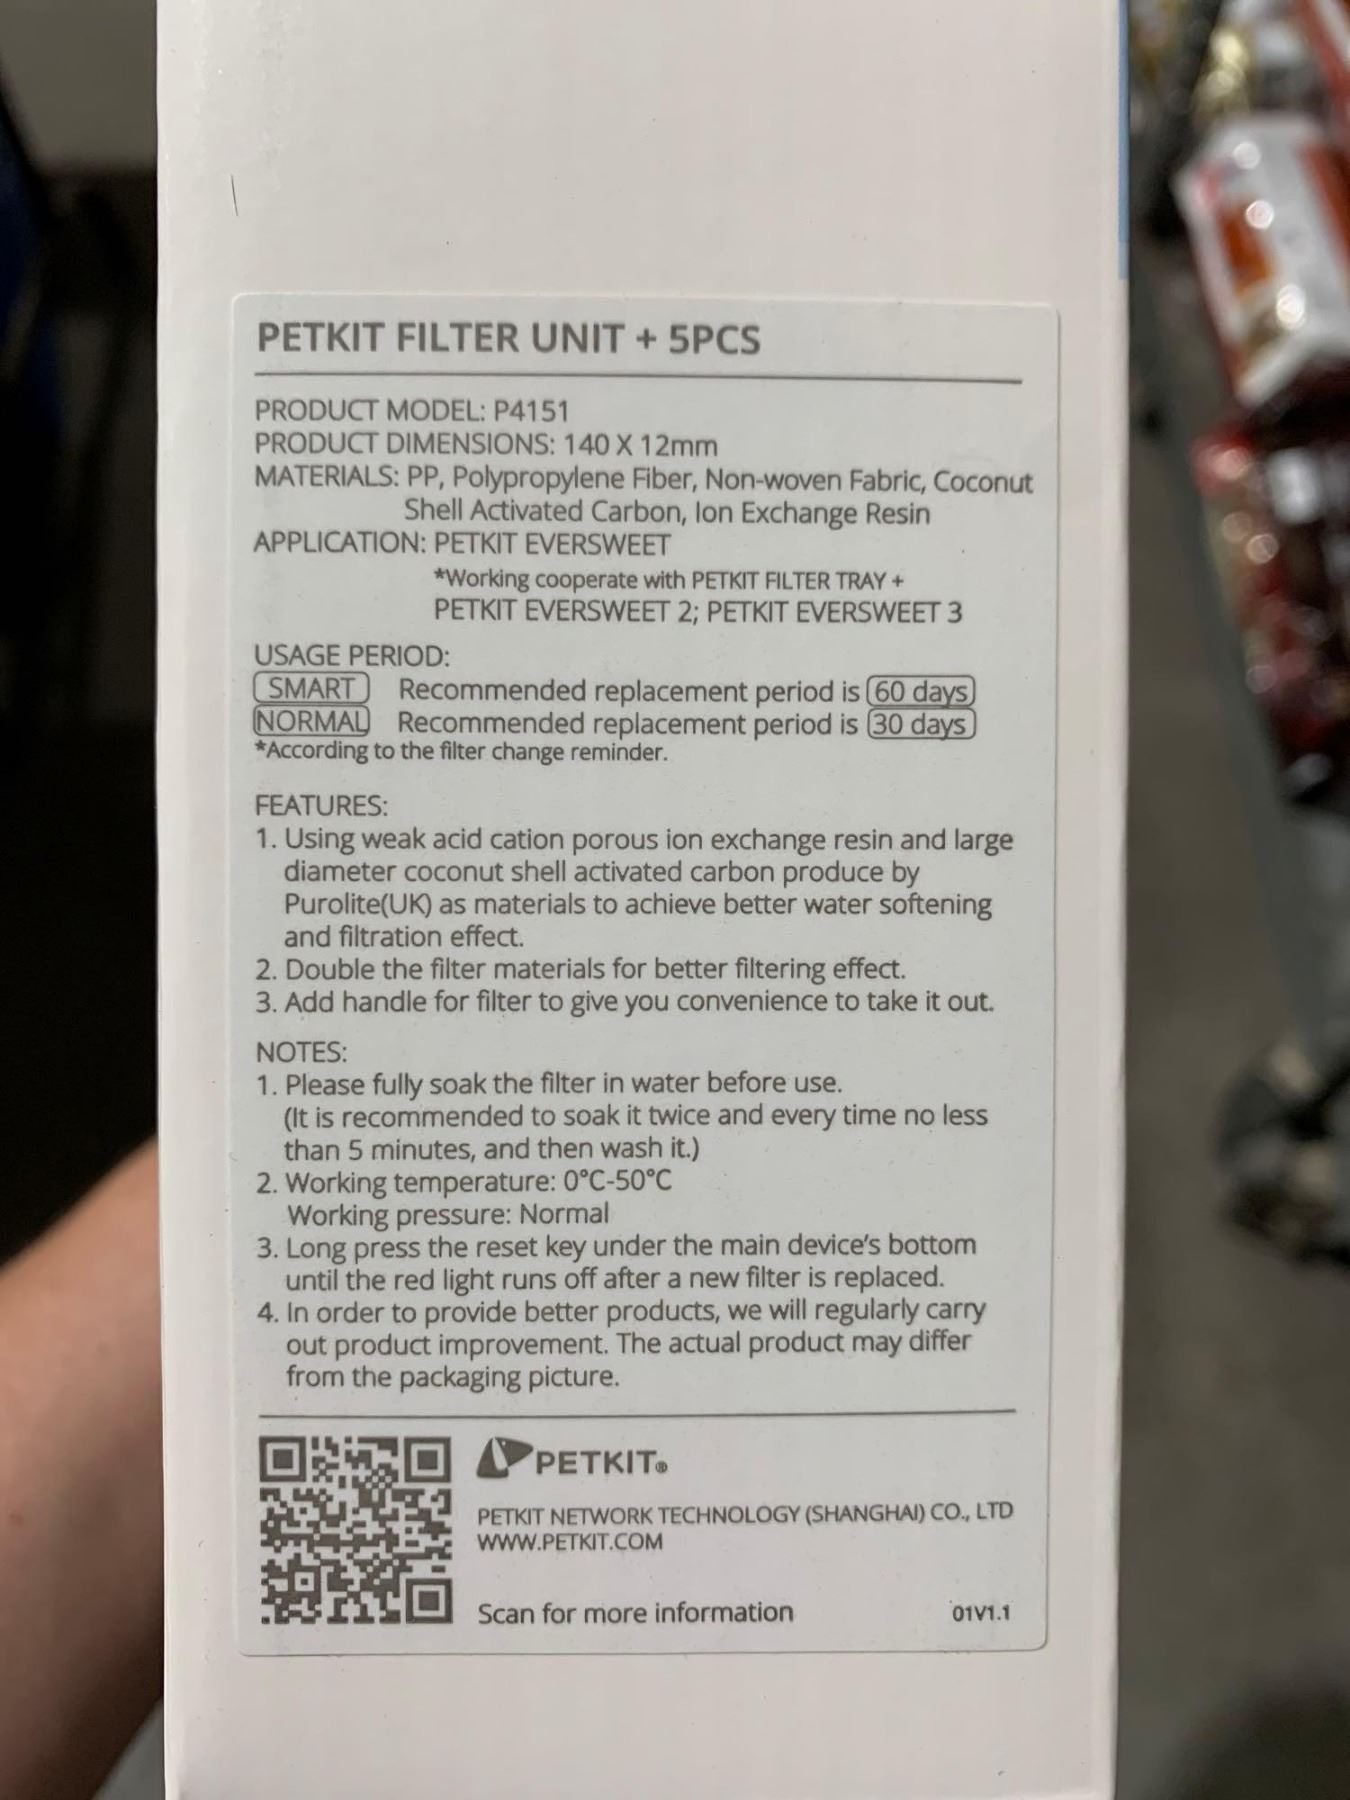 PETKIT FILTER UNIT + 5PCS
PRODUCT MODEL: P4151
PRODUCT DIMENSIONS: 140 X 12mm
MATERIALS: PP, Polypropylene Fiber, Non-woven Fabric, Coconut
Shell Activated Carbon, Ion Exchange Resin
APPLICATION: PETKIT EVERSWEET
*Working cooperate with PETKIT FILTER TRAY +
PETKIT EVERSWEET 2; PETKIT EVERSWEET 3
USAGE PERIOD:
SMART Recommended replacement period is 60 days
NORMAL Recommended replacement period is 30 days
*According to the filter change reminder.
FEATURES:
1. Using weak acid cation porous ion exchange resin and large
diameter coconut shell activated carbon produce by
Purolite(UK) as materials to achieve better water softening
and filtration effect.
2. Double the filter materials for better filtering effect.
3. Add handle for filter to give you convenience to take it out.
NOTES:
1. Please fully soak the filter in water before use.
(It is recommended to soak it twice and every time no less
than 5 minutes, and then wash it.)
2. Working temperature: 0°C-50°C
Working pressure: Normal
3. Long press the reset key under the main device's bottom
until the red light runs off after a new filter is replaced.
4. In order to provide better products, we will regularly carry
out product improvement. The actual product may differ
from the packaging picture.
PETKIT®
PETKIT NETWORK TECHNOLOGY (SHANGHAI) CO., LTD
WWW.PETKIT.COM
Scan for more information 01V1.1